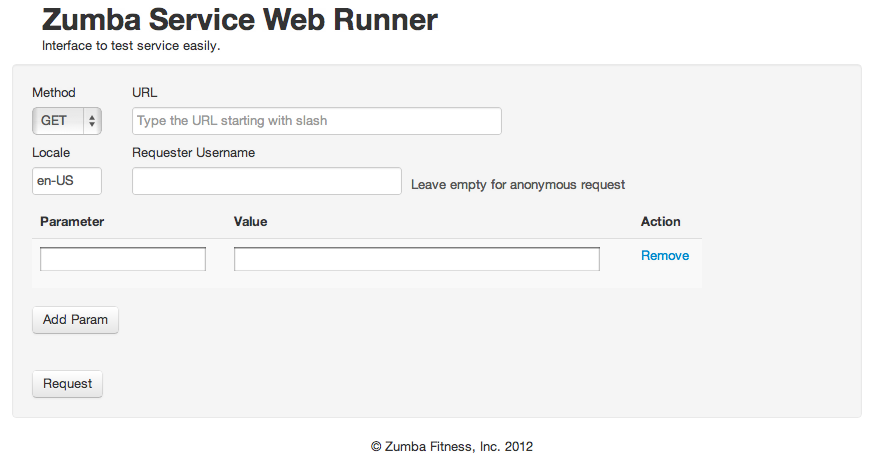 Zumba Service Web Runner
Interface to test service easily.
Method URL
GET Type the URL starting with slash
Locale Requester Username
en-US Leave empty for anonymous request
Parameter Value Action
Remove
Add Param
Request
© Zumba Fitness, Inc. 2012